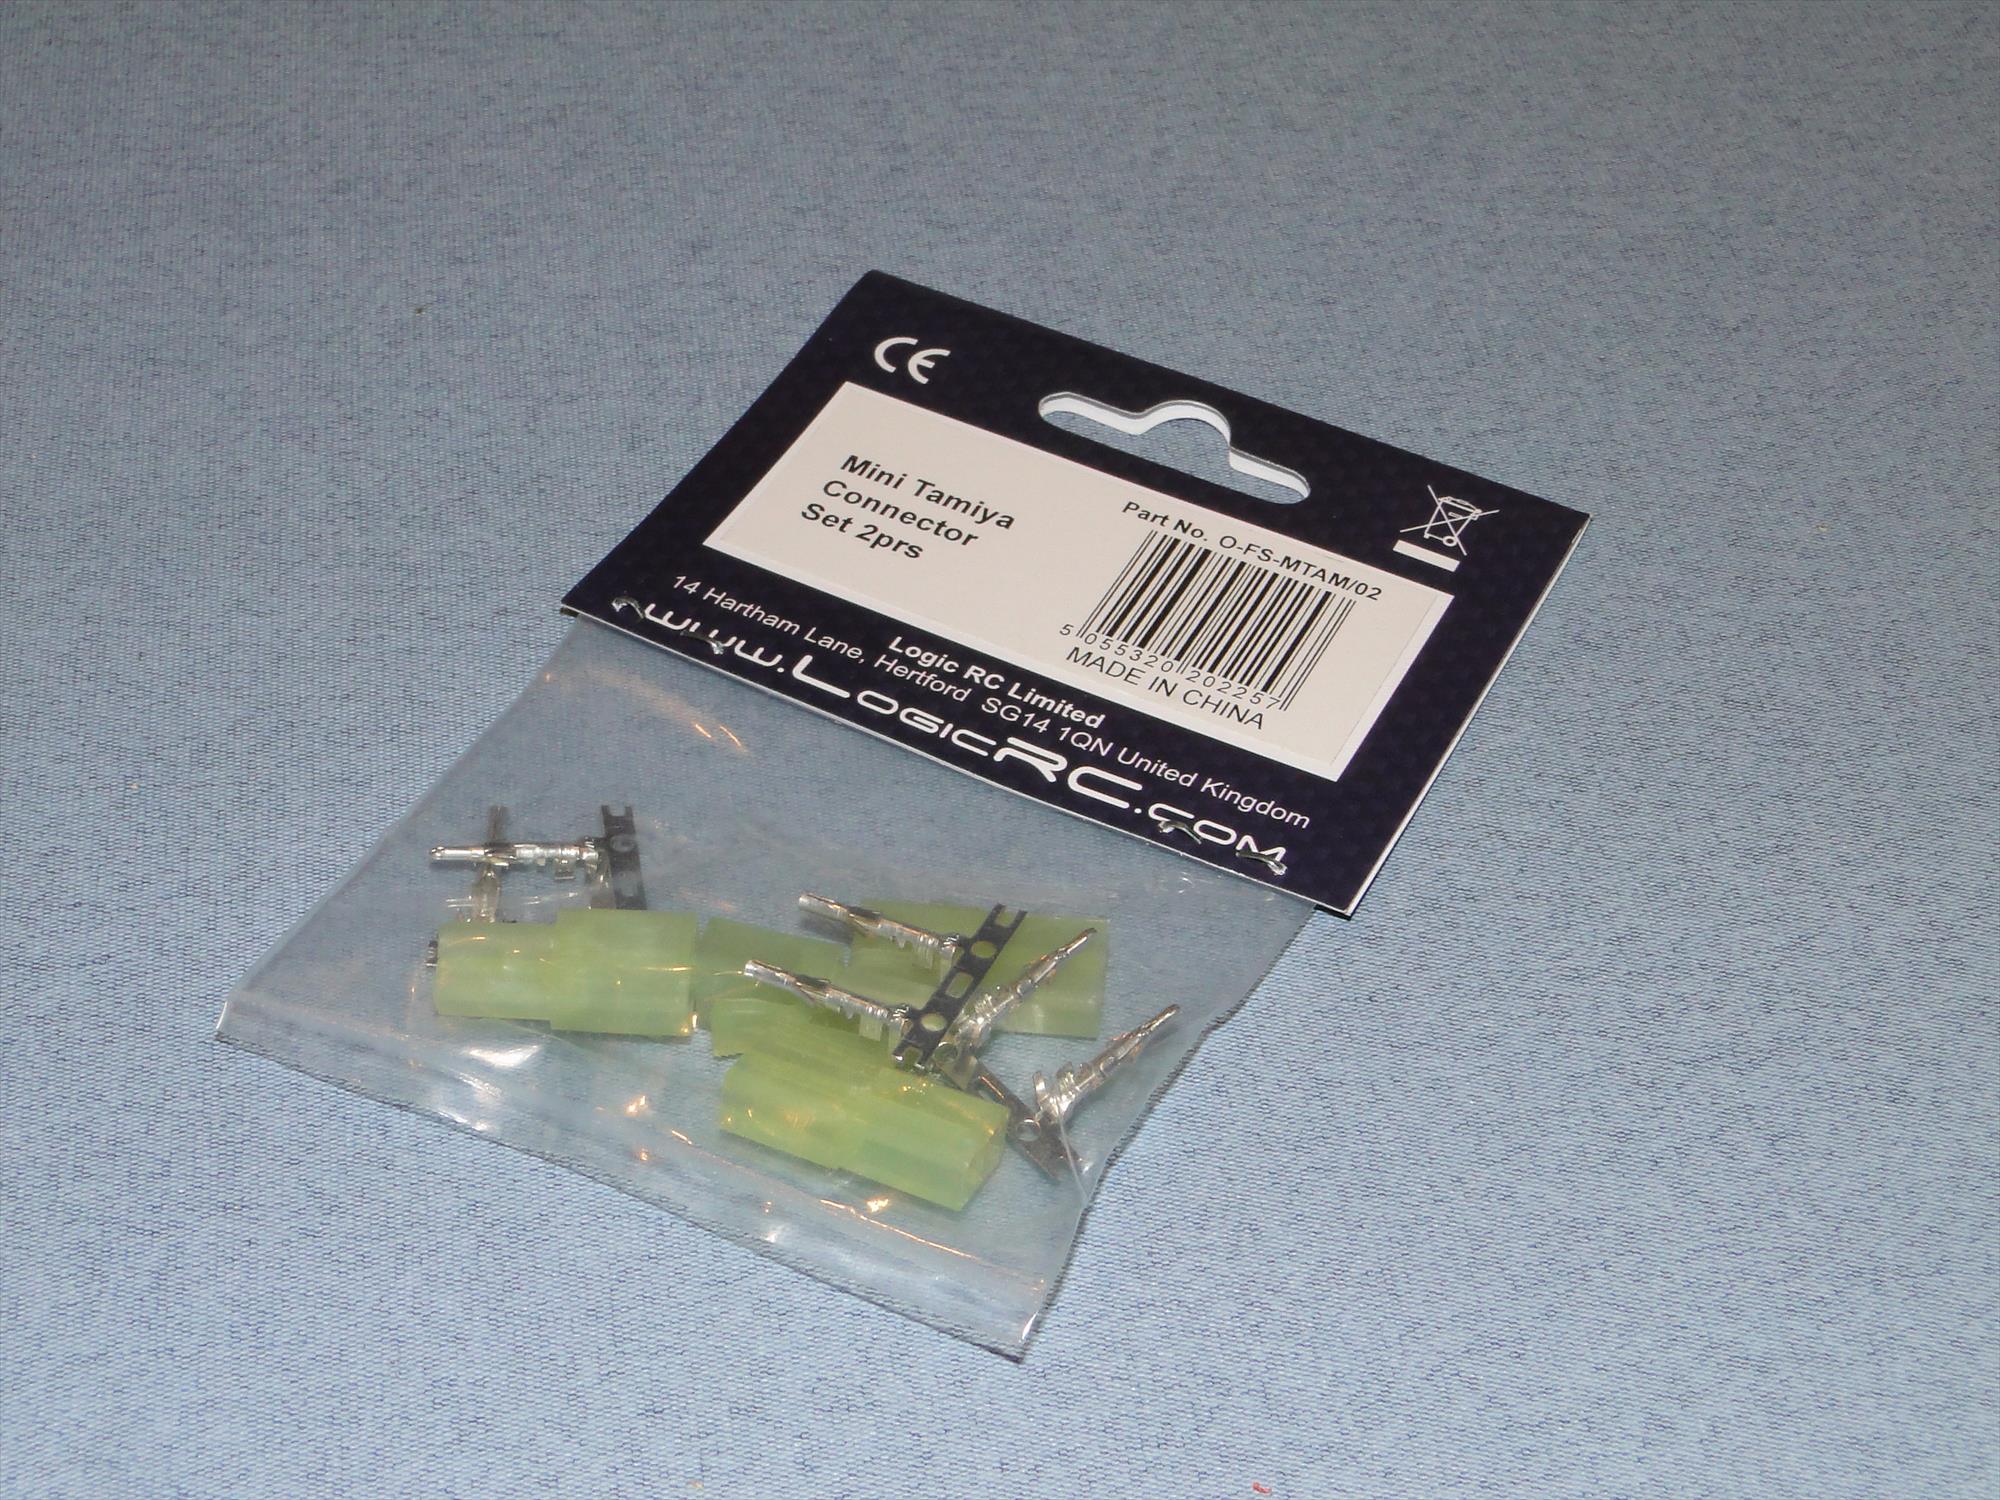 CE
Mini Tamiya
Connector
Set 2prs
Part No. O-FS-MTAM/02
5 055320 202257
MADE IN CHINA
Logic RC Limited
14 Hartham Lane, Hertford SG14 1QN United Kingdom
www.LogicRC.com